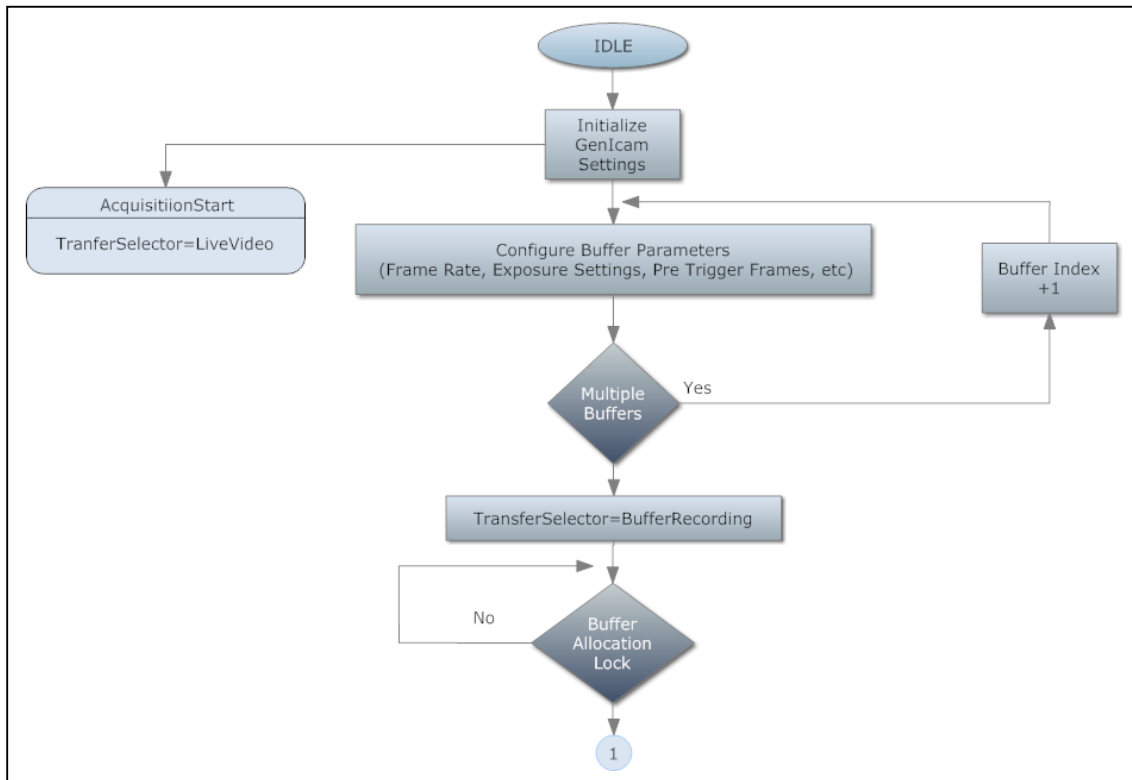 IDLE
Initialize
GenIcam
Settings
AcquisitiionStart
TranferSelector=LiveVideo
Configure Buffer Parameters
(Frame Rate, Exposure Settings, Pre Trigger Frames, etc)
Buffer Index
+1
Multiple
Buffers
Yes
TransferSelector=BufferRecording
No
Buffer
Allocation
Lock
1